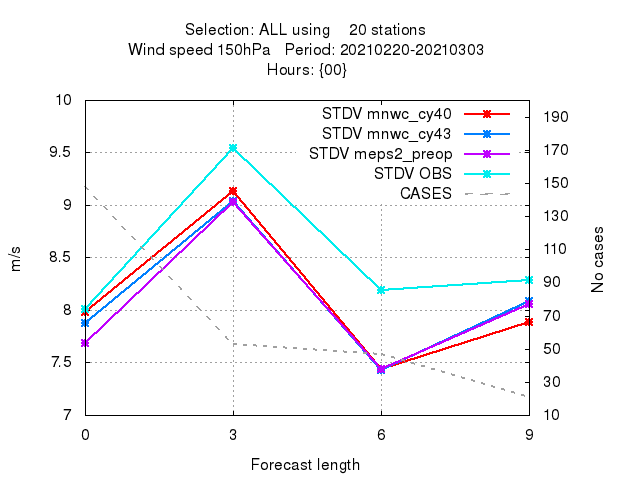 Selection: ALL using    20 stations
Wind speed 150hPa   Period: 20210220-20210303
Hours: {00}
STDV mnwc_cy40
STDV mnwc_cy43
STDV meps2_preop
STDV OBS
CASES
10
9.5
9
8.5
8
7.5
7
m/s
190
170
150
130
110
90
70
50
30
10
No cases
0 3 6 9
Forecast length